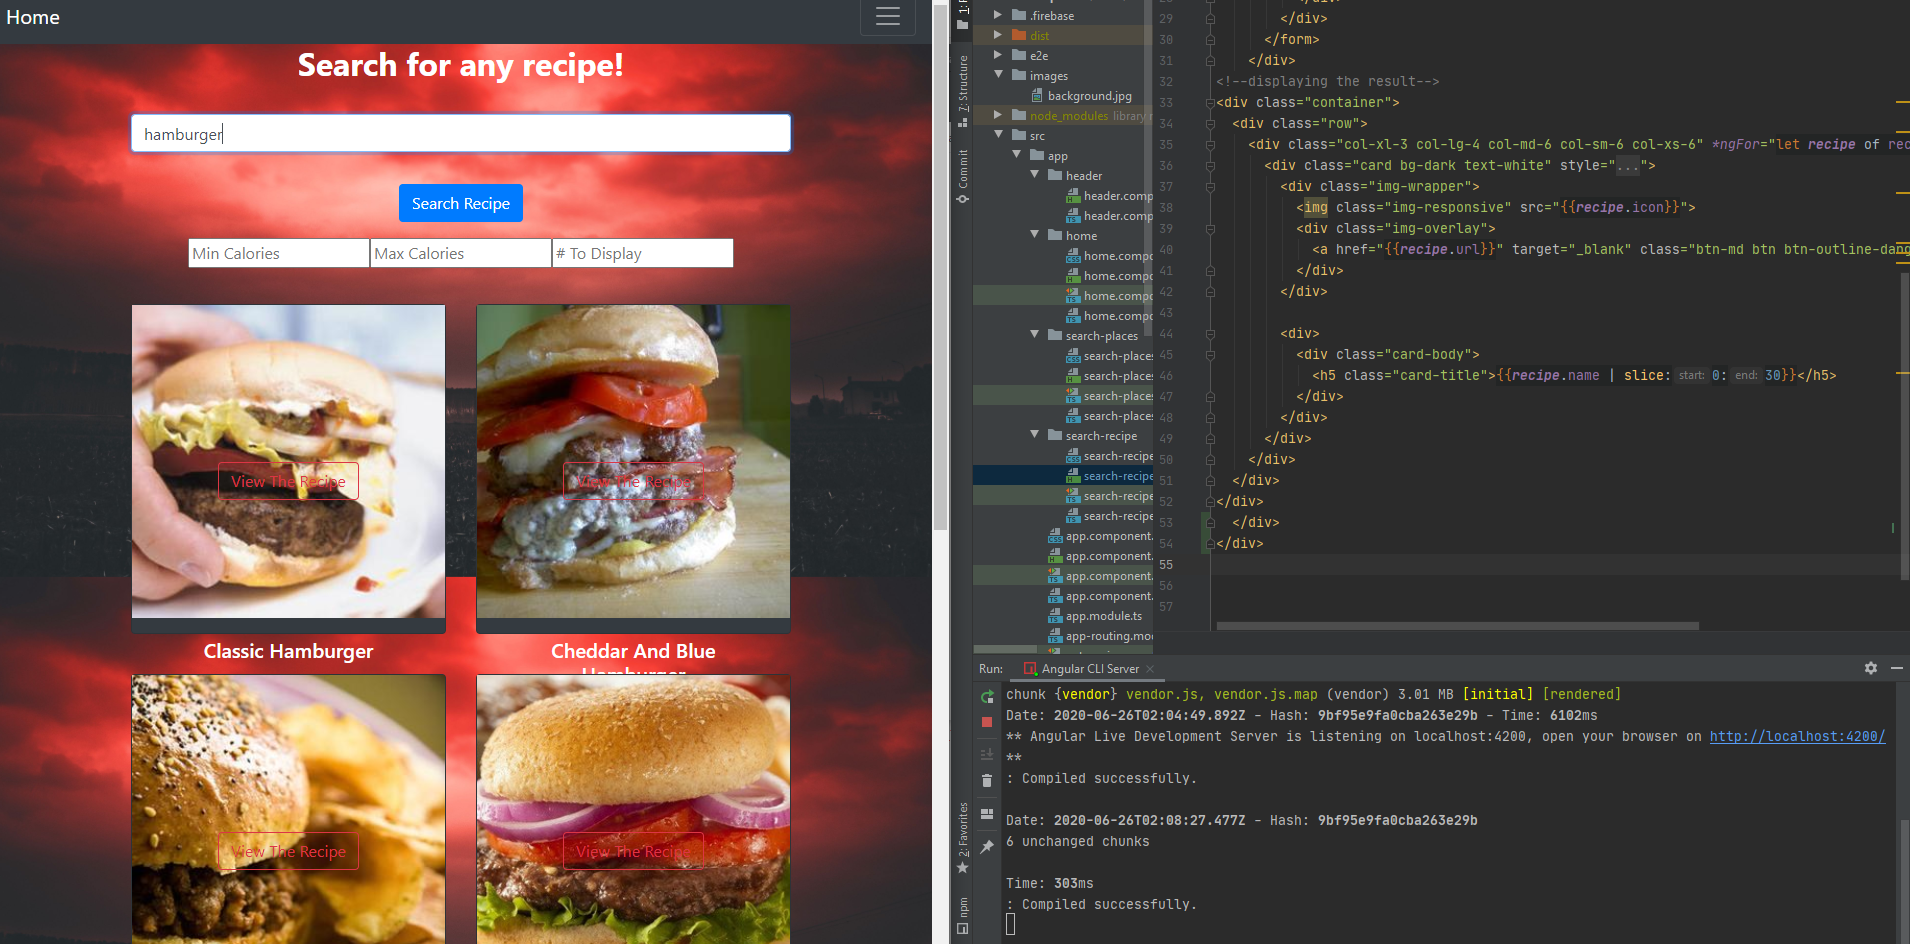 Home
Search for any recipe!
hamburger
Search Recipe
Min Calories
Max Calories
# To Display
View The Recipe
View The Recipe
Classic Hamburger
Cheddar And Blue
Hamburger
View The Recipe
View The Recipe
7: Structure
Commit
2: Favorites
npm
.firebase
dist
e2e
images
background.jpg
node_modules library
src
app
header
header.comp
header.comp
home
home.compo
home.compo
home.compo
home.compo
search-places
search-places
search-places
search-places
search-places
search-recipe
search-recipe
search-recipe
search-recipe
search-recipe
app.component.
app.component.
app.component.
app.component.
app.module.ts
app-routing.mod
29 </div>
30 </form>
31 </div>
32 <!--displaying the result-->
33 <div class="container">
34 <div class="row">
35 <div class="col-xl-3 col-lg-4 col-md-6 col-sm-6 col-xs-6" *ngFor="let recipe of rec
36 <div class="card bg-dark text-white" style="...">
37 <div class="img-wrapper">
38 <img class="img-responsive" src="{{recipe.icon}}">
39 <div class="img-overlay">
40 <a href="{{recipe.url}}" target="_blank" class="btn-md btn btn-outline-dang
41 </div>
42 </div>
43
44 <div>
45 <div class="card-body">
46 <h5 class="card-title">{{recipe.name | slice: start: 0: end: 30}}</h5>
47 </div>
48 </div>
49 </div>
50 </div>
51 </div>
52 </div>
53 </div>
54 </div>
55
56
57
Run: Angular CLI Server
chunk {vendor} vendor.js, vendor.js.map (vendor) 3.01 MB [initial] [rendered]
Date: 2020-06-26T02:04:49.892Z - Hash: 9bf95e9fa0cba263e29b - Time: 6102ms
** Angular Live Development Server is listening on localhost:4200, open your browser on http://localhost:4200/
**
: Compiled successfully.
Date: 2020-06-26T02:08:27.477Z - Hash: 9bf95e9fa0cba263e29b
6 unchanged chunks
Time: 303ms
: Compiled successfully.